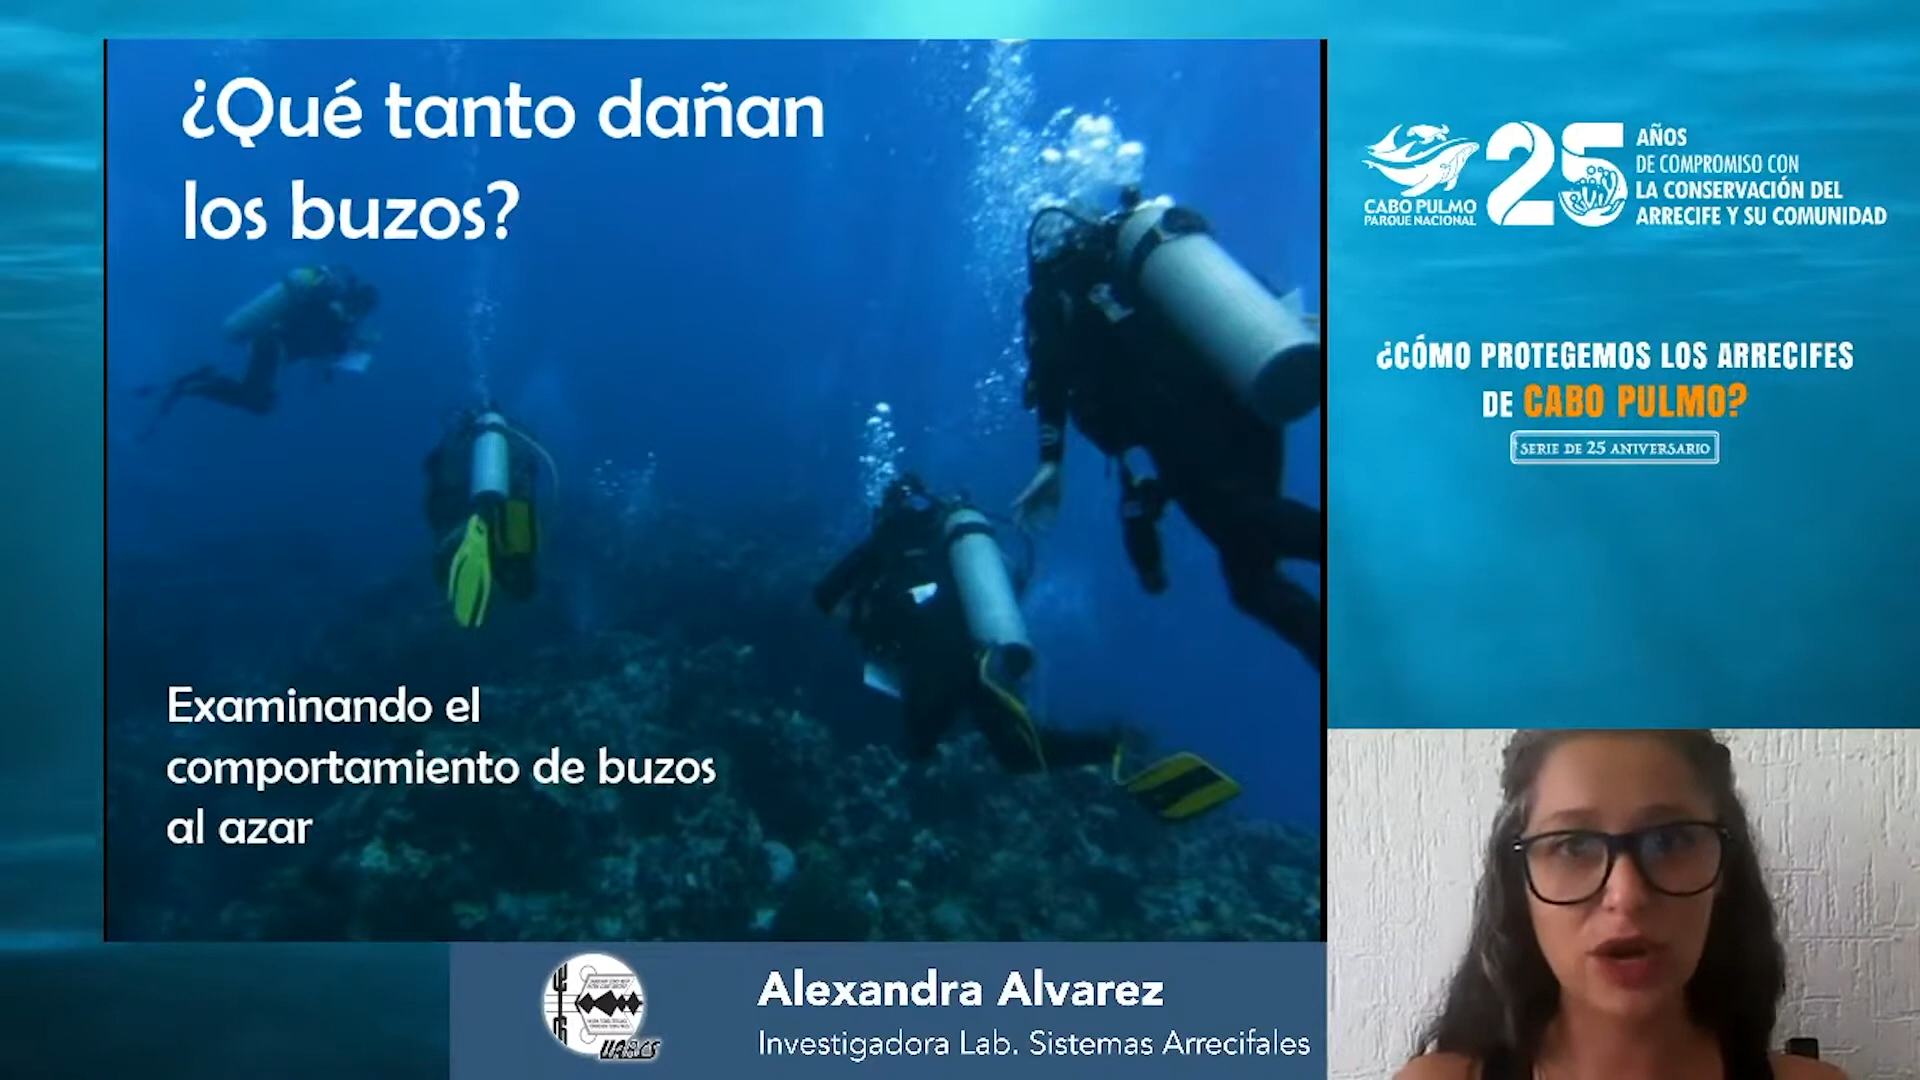 ¿Qué tanto dañan
los buzos?
Examinando el
comportamiento de buzos
al azar
CABO PULMO
PARQUE NACIONAL
25
AÑOS
DE COMPROMISO CON
LA CONSERVACIÓN DEL
ARRECIFE Y SU COMUNIDAD
¿CÓMO PROTEGEMOS LOS ARRECIFES
DE CABO PULMO?
SERIE DE 25 ANIVERSARIO
UABCS
Alexandra Alvarez
Investigadora Lab. Sistemas Arrecifales